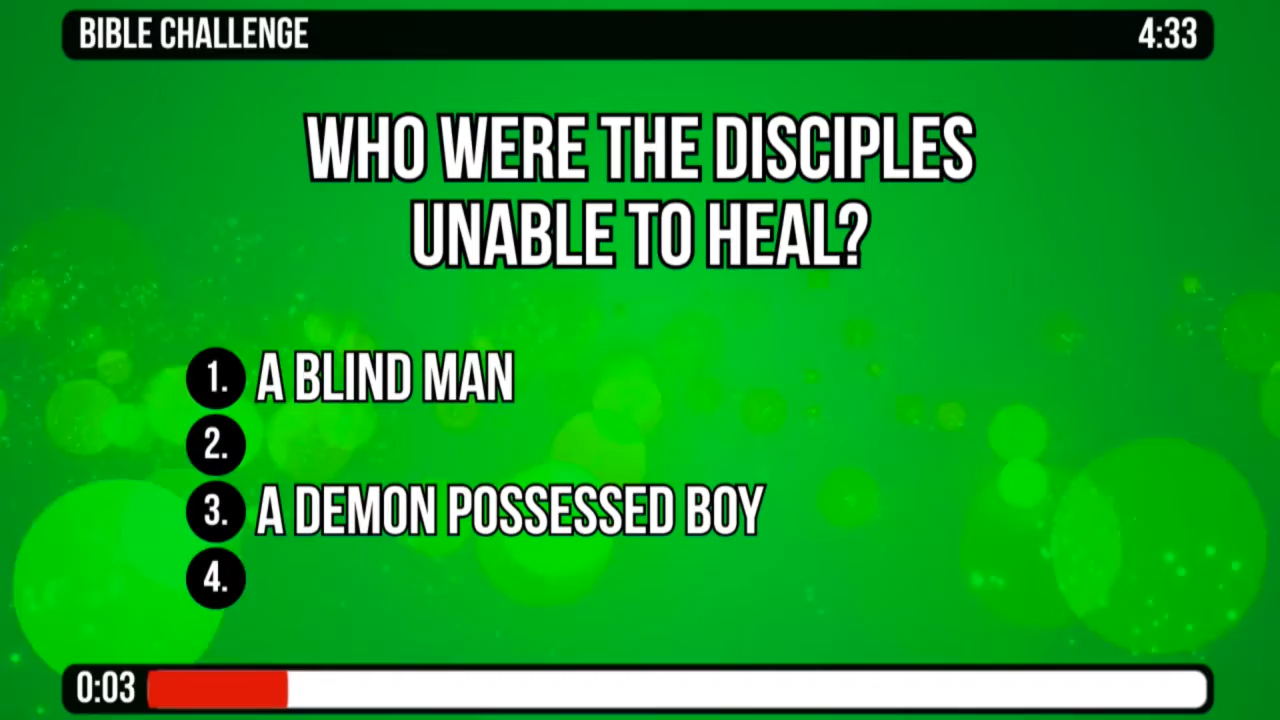 BIBLE CHALLENGE 4:33
WHO WERE THE DISCIPLES
UNABLE TO HEAL?
1. A BLIND MAN
2.
3. A DEMON POSSESSED BOY
4.
0:03